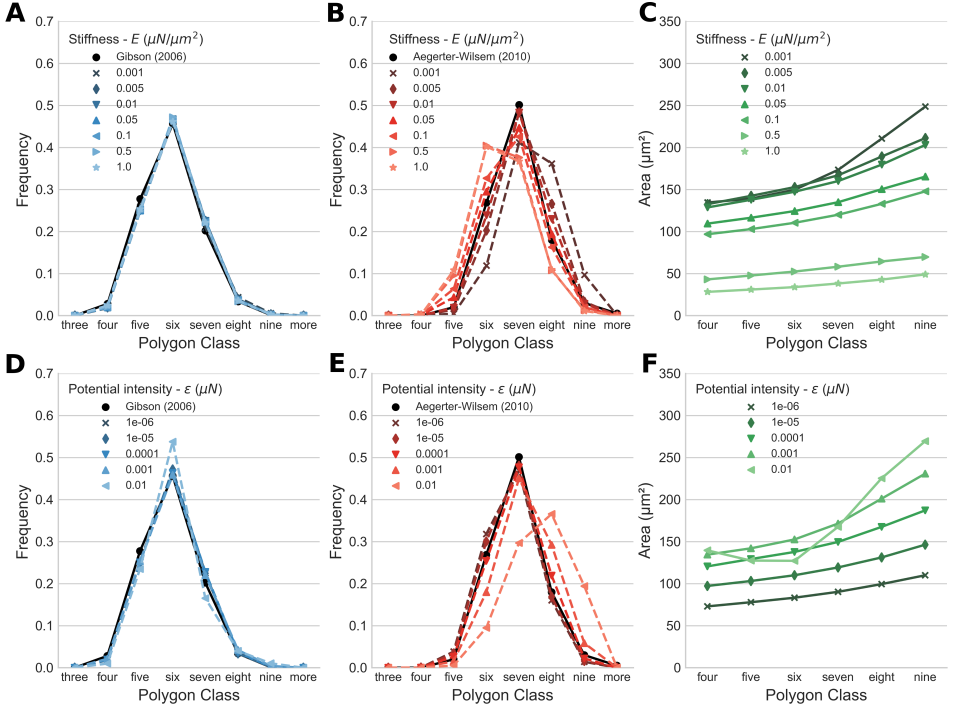 A
0.7
0.6
0.5
0.4
0.3
0.2
0.1
0.0
Frequency
Stiffness - E (μN/μm²)
Gibson (2006)
0.001
0.005
0.01
0.05
0.1
0.5
1.0
three four five six seven eight nine more
Polygon Class
B
0.7
0.6
0.5
0.4
0.3
0.2
0.1
0.0
Frequency
Stiffness - E (μN/μm²)
Aegerter-Wilsem (2010)
0.001
0.005
0.01
0.05
0.1
0.5
1.0
three four five six seven eight nine more
Polygon Class
C
350
300
250
200
150
100
50
0
Area (μm²)
Stiffness - E (μN/μm²)
0.001
0.005
0.01
0.05
0.1
0.5
1.0
four five six seven eight nine
Polygon Class
D
0.7
0.6
0.5
0.4
0.3
0.2
0.1
0.0
Frequency
Potential intensity - ε (μN)
Gibson (2006)
1e-06
1e-05
0.0001
0.001
0.01
three four five six seven eight nine more
Polygon Class
E
0.7
0.6
0.5
0.4
0.3
0.2
0.1
0.0
Frequency
Potential intensity - ε (μN)
Aegerter-Wilsem (2010)
1e-06
1e-05
0.0001
0.001
0.01
three four five six seven eight nine more
Polygon Class
F
350
300
250
200
150
100
50
0
Area (μm²)
Potential intensity - ε (μN)
1e-06
1e-05
0.0001
0.001
0.01
four five six seven eight nine
Polygon Class